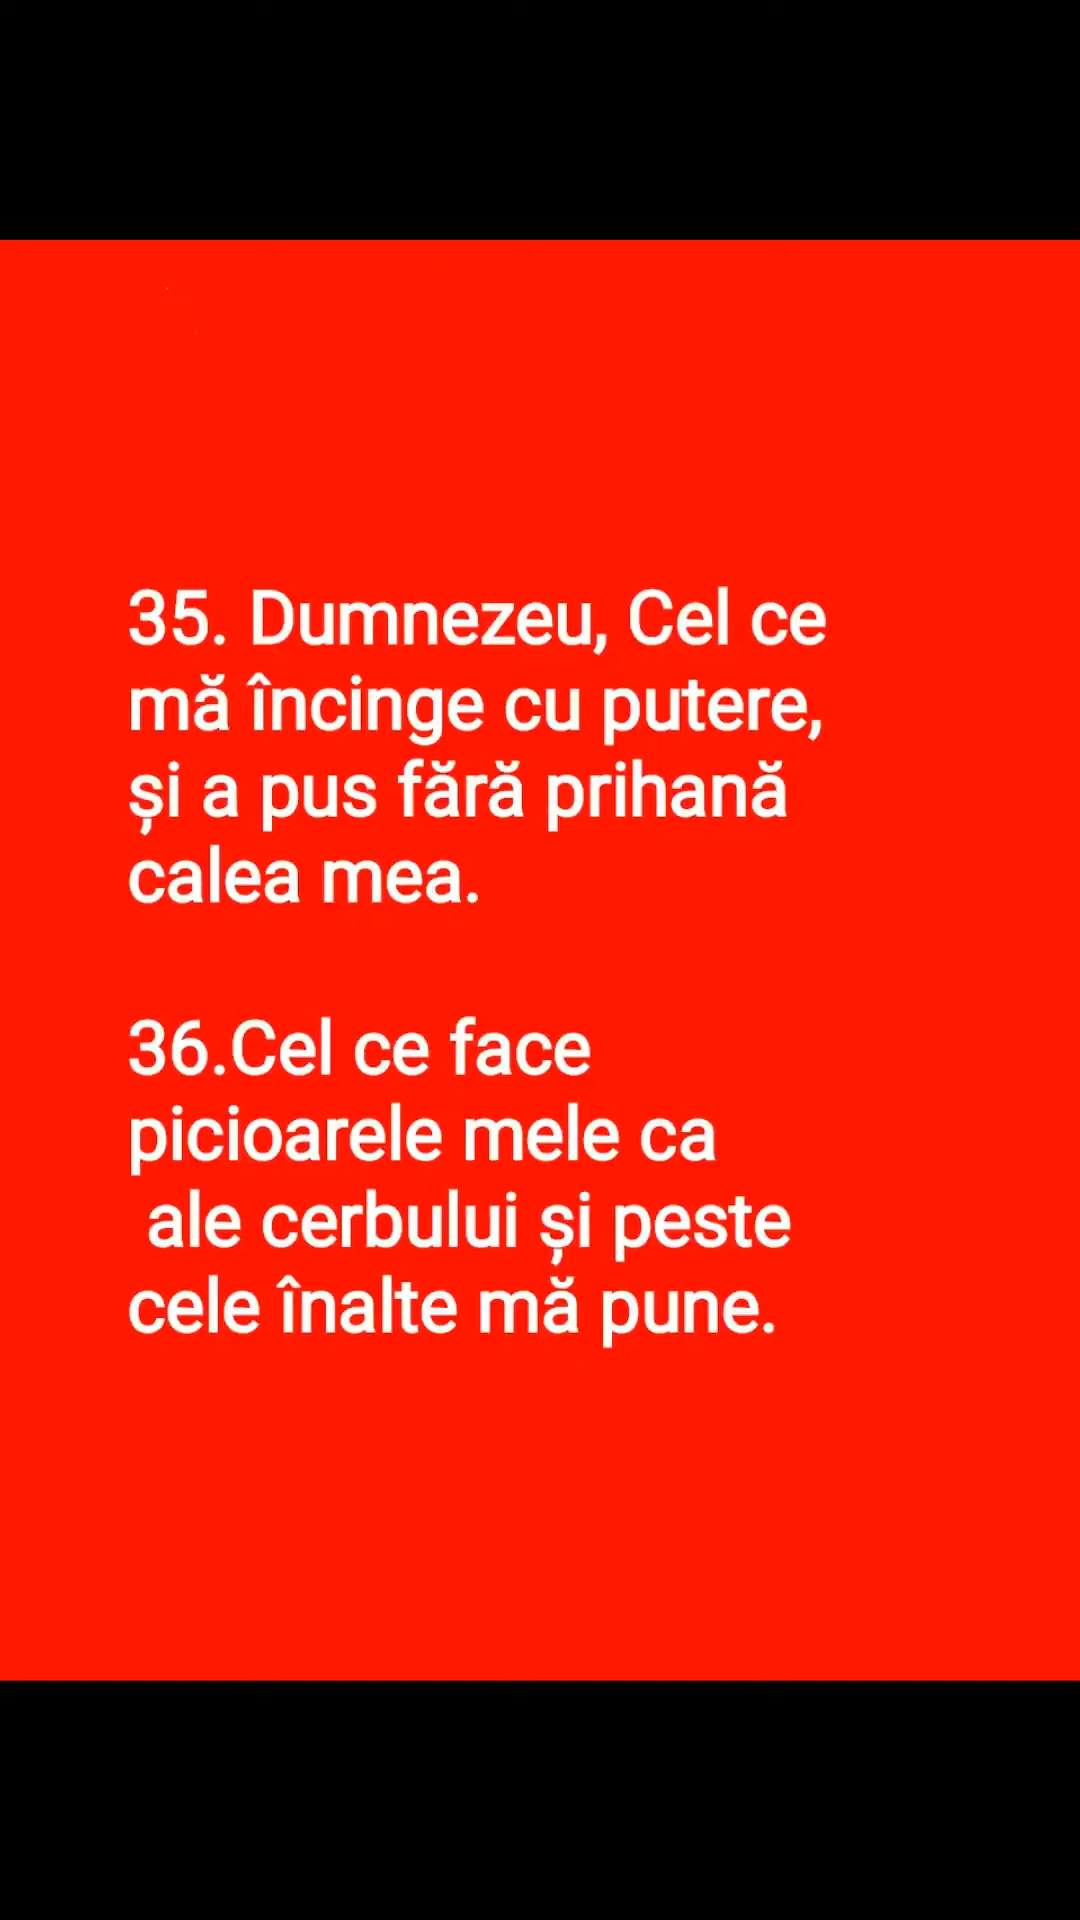 35. Dumnezeu, Cel ce
mă încinge cu putere,
și a pus fără prihană
calea mea.
36.Cel ce face
picioarele mele ca
ale cerbului și peste
cele înalte mă pune.